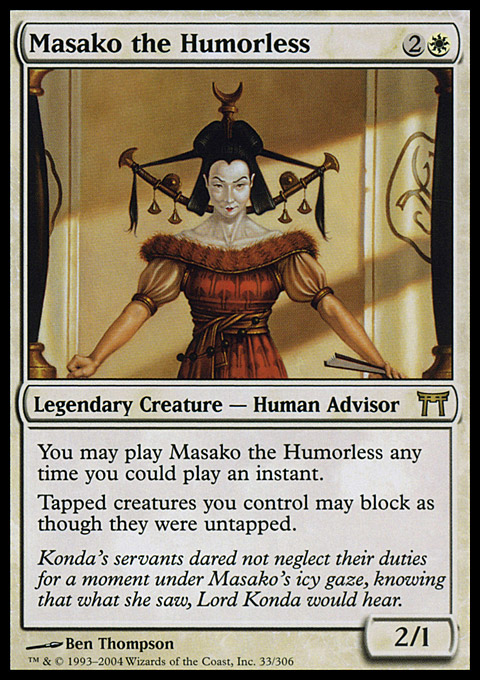 Masako the Humorless 2
Legendary Creature — Human Advisor
You may play Masako the Humorless any
time you could play an instant.
Tapped creatures you control may block as
though they were untapped.
Konda's servants dared not neglect their duties
for a moment under Masako's icy gaze, knowing
that what she saw, Lord Konda would hear.
Ben Thompson
2/1
™ & © 1993–2004 Wizards of the Coast, Inc. 33/306